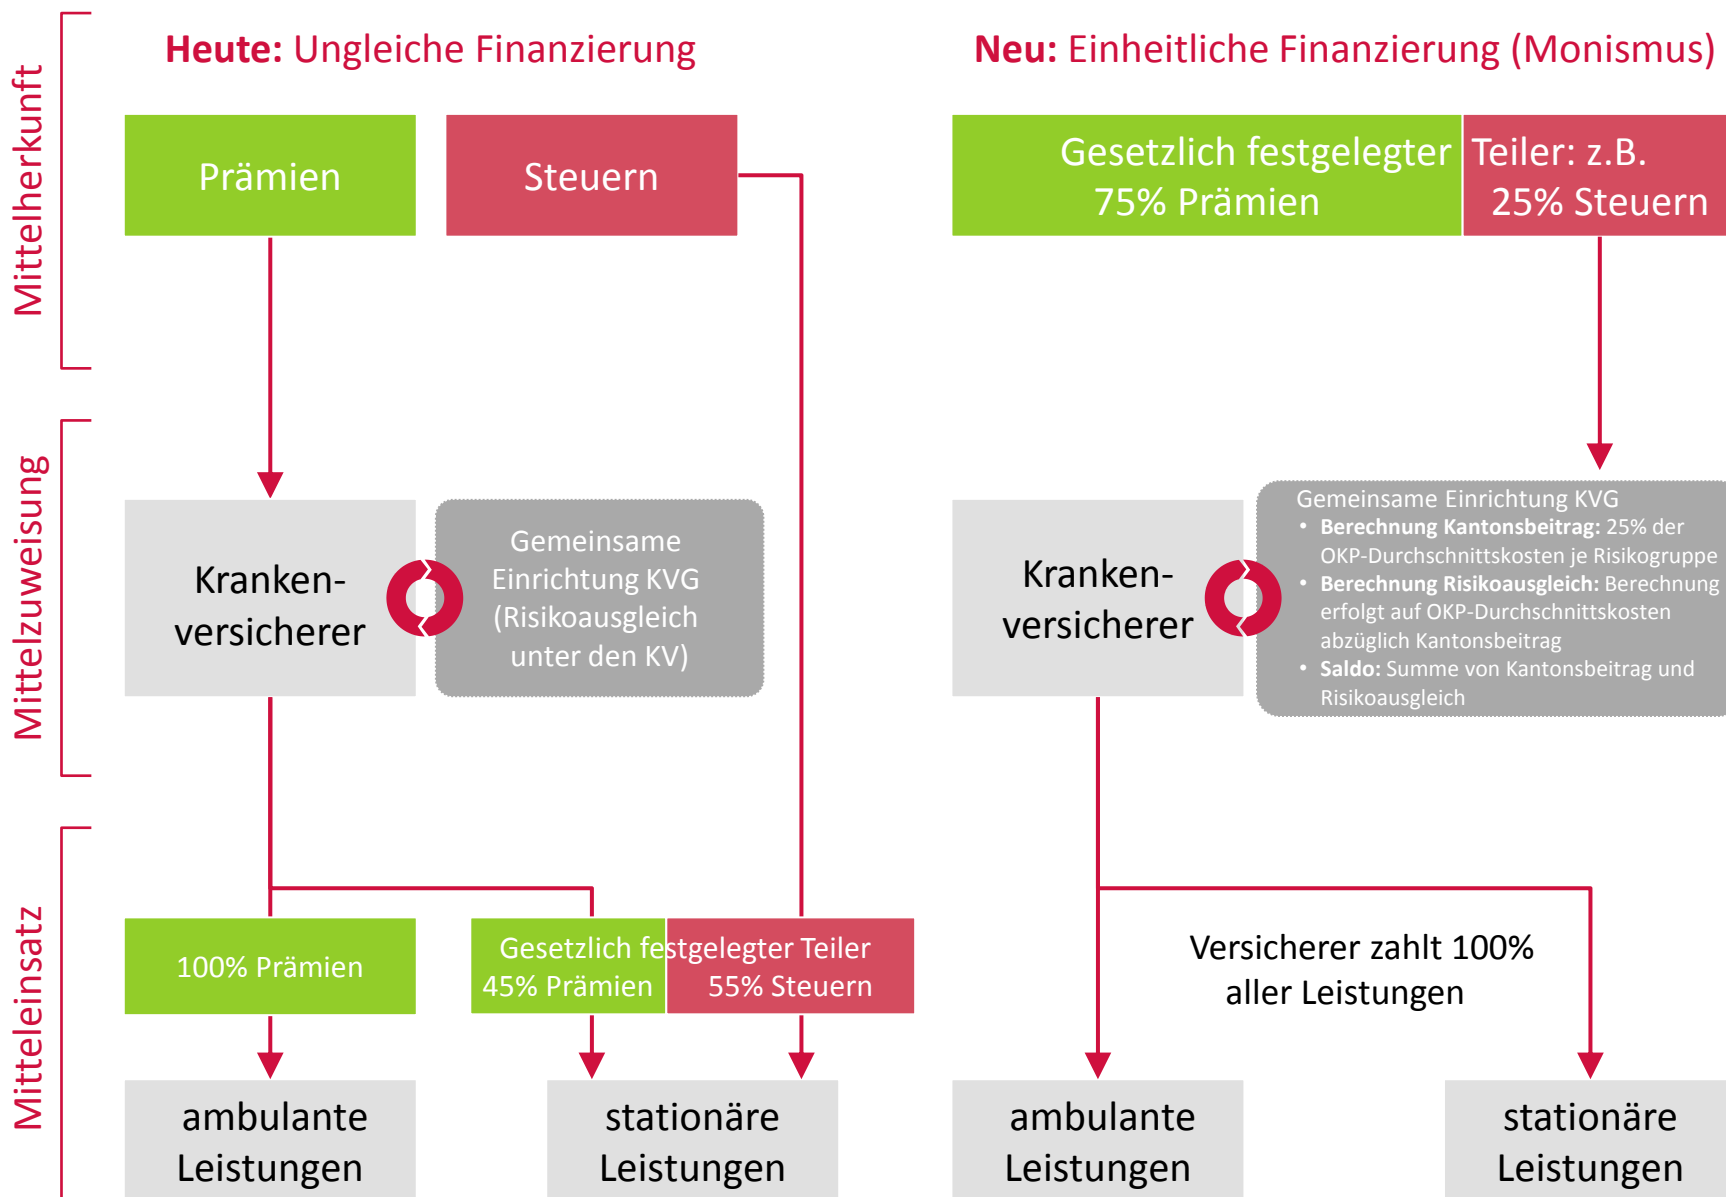 Mittelherkunft
Heute: Ungleiche Finanzierung
Prämien
Steuern
Neu: Einheitliche Finanzierung (Monismus)
Gesetzlich festgelegter Teiler: z.B.
75% Prämien 25% Steuern
Mittelzuweisung
Kranken-
versicherer
Gemeinsame
Einrichtung KVG
(Risikoausgleich
unter den KV)
Kranken-
versicherer
Gemeinsame Einrichtung KVG
• Berechnung Kantonsbeitrag: 25% der
OKP-Durchschnittskosten je Risikogruppe
• Berechnung Risikoausgleich: Berechnung
erfolgt auf OKP-Durchschnittskosten
abzüglich Kantonsbeitrag
• Saldo: Summe von Kantonsbeitrag und
Risikoausgleich
Mitteleinsatz
100% Prämien
Gesetzlich festgelegter Teiler
45% Prämien 55% Steuern
Versicherer zahlt 100%
aller Leistungen
ambulante
Leistungen
stationäre
Leistungen
ambulante
Leistungen
stationäre
Leistungen